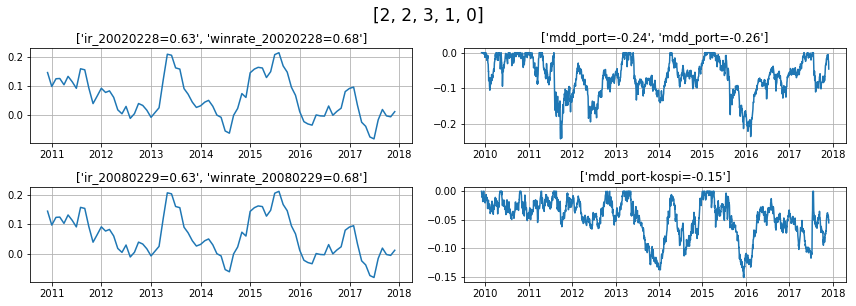 [2, 2, 3, 1, 0]
['ir_20020228=0.63', 'winrate_20020228=0.68']
0.2
0.1
0.0
2011 2012 2013 2014 2015 2016 2017 2018
['mdd_port=-0.24', 'mdd_port=-0.26']
0.0
−0.1
−0.2
2010 2011 2012 2013 2014 2015 2016 2017 2018
['ir_20080229=0.63', 'winrate_20080229=0.68']
0.2
0.1
0.0
2011 2012 2013 2014 2015 2016 2017 2018
['mdd_port-kospi=-0.15']
0.00
−0.05
−0.10
−0.15
2010 2011 2012 2013 2014 2015 2016 2017 2018